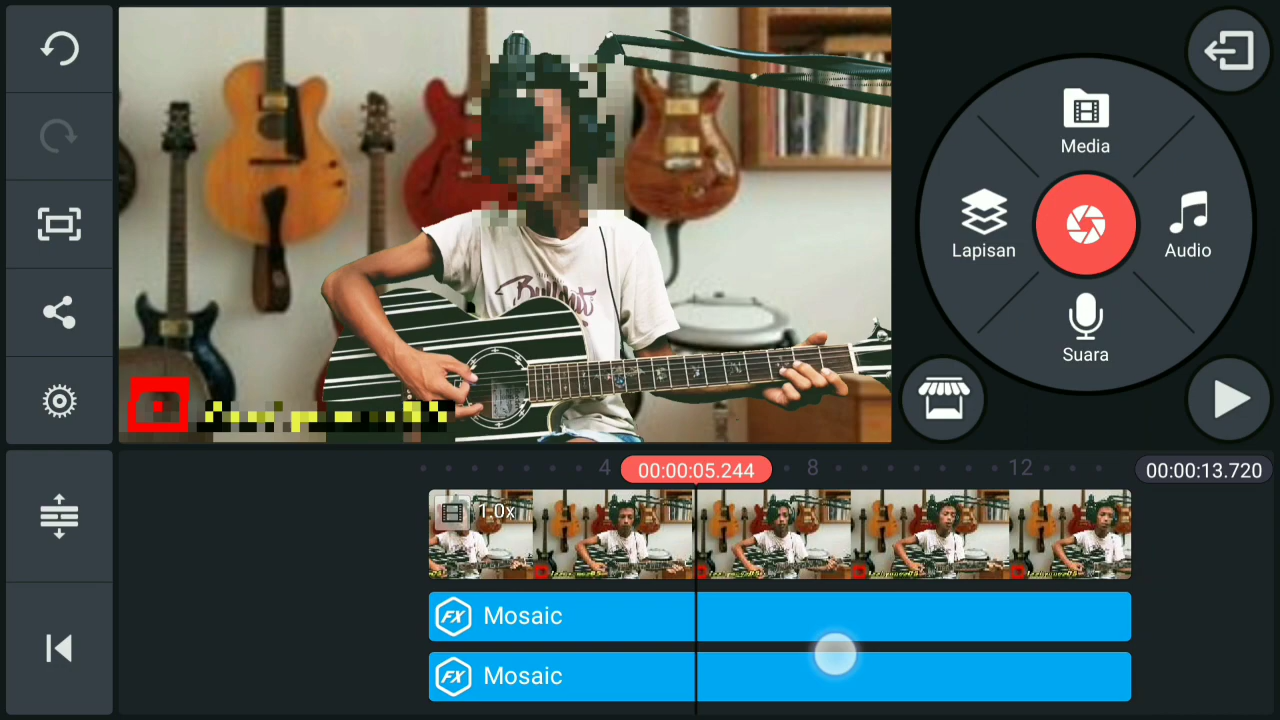 Media
Lapisan
Audio
Suara
4
00:00:05.244
8
12
00:00:13.720
1.0x
Mosaic
Mosaic